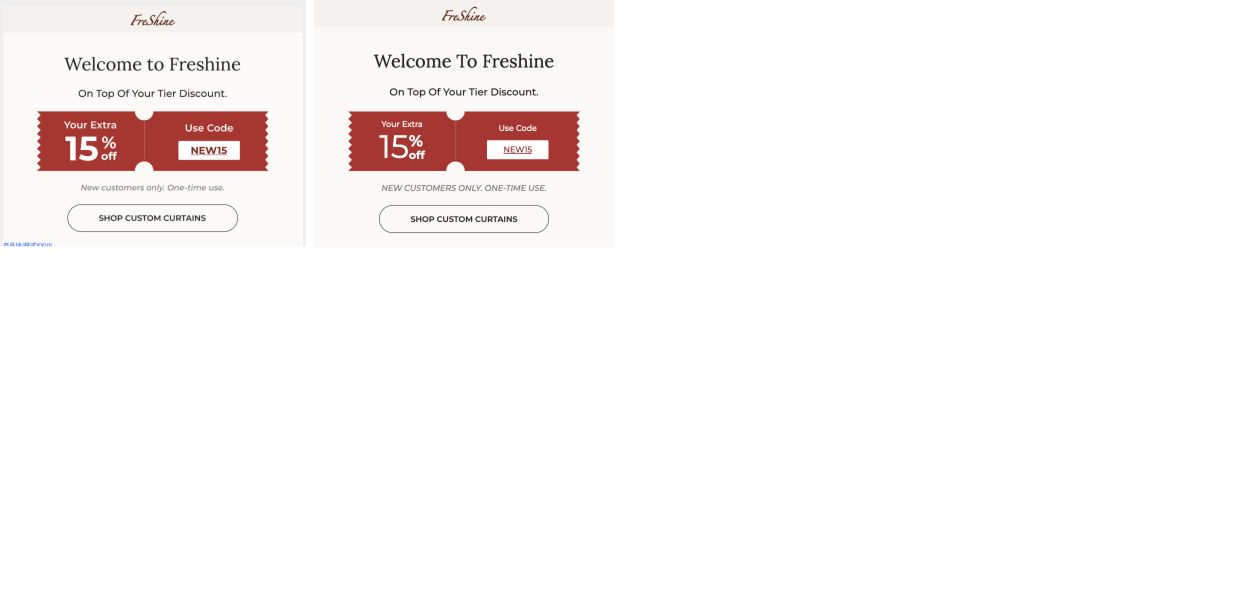 FreShine
Welcome to Freshine
On Top Of Your Tier Discount.
Your Extra
15% off
Use Code
NEW15
New customers only. One-time use.
SHOP CUSTOM CURTAINS
FreShine
Welcome To Freshine
On Top Of Your Tier Discount.
Your Extra
15% off
Use Code
NEW15
NEW CUSTOMERS ONLY. ONE-TIME USE.
SHOP CUSTOM CURTAINS